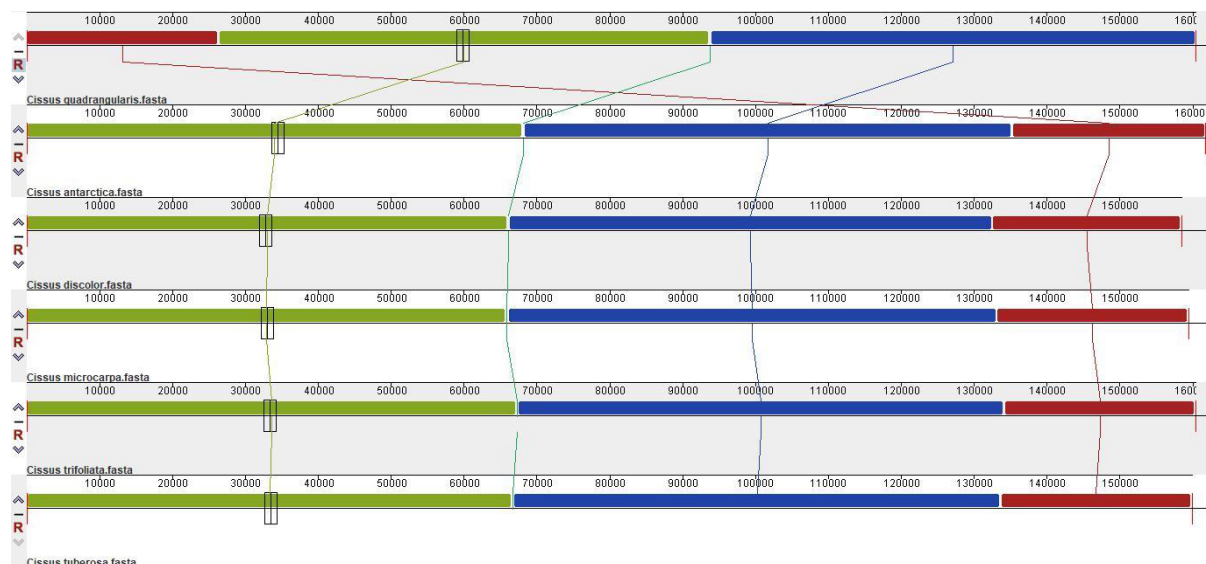 10000 20000 30000 40000 50000 60000 70000 80000 90000 100000 110000 120000 130000 140000 150000 1600
R
Cissus quadrangularis.fasta
10000 20000 30000 40000 50000 60000 70000 80000 90000 100000 110000 120000 130000 140000 150000 160000
R
Cissus antarctica.fasta
10000 20000 30000 40000 50000 60000 70000 80000 90000 100000 110000 120000 130000 140000 150000
R
Cissus discolor.fasta
10000 20000 30000 40000 50000 60000 70000 80000 90000 100000 110000 120000 130000 140000 150000
R
Cissus microcarpa.fasta
10000 20000 30000 40000 50000 60000 70000 80000 90000 100000 110000 120000 130000 140000 150000 1600
R
Cissus trifoliata.fasta
10000 20000 30000 40000 50000 60000 70000 80000 90000 100000 110000 120000 130000 140000 150000
R
Cissus tuberosa.fasta